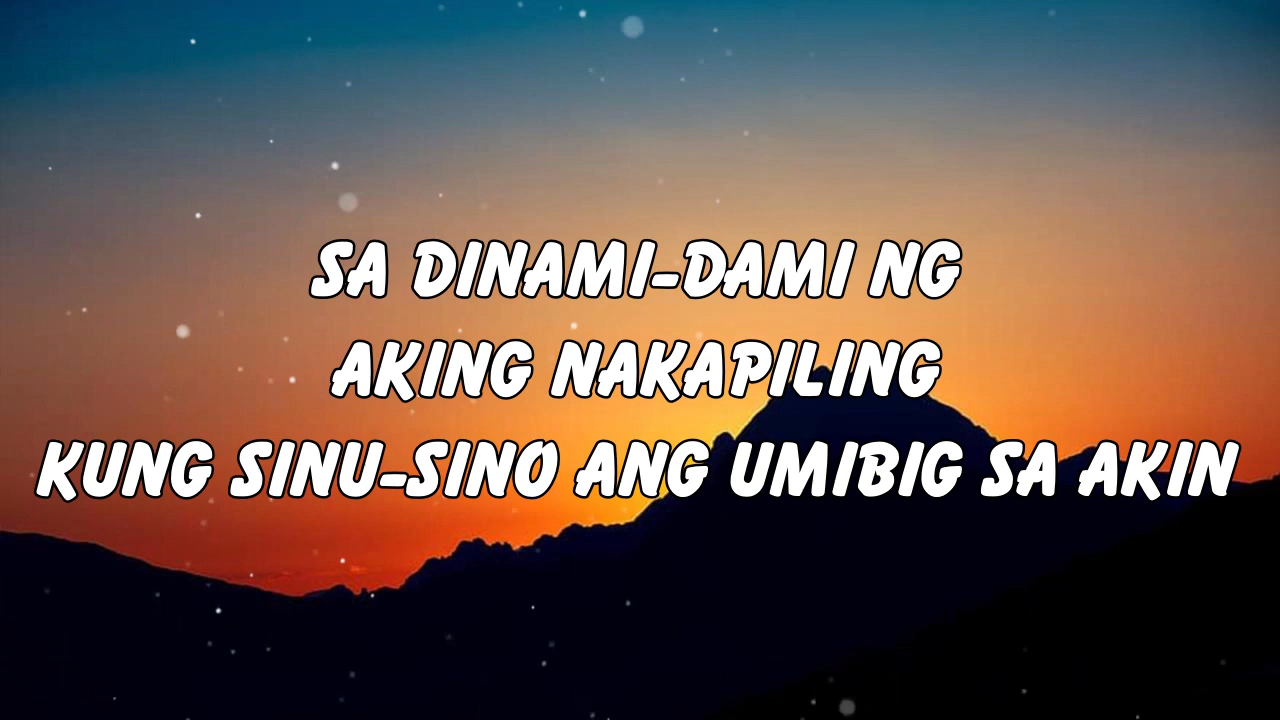 SA DINAMI-DAMI NG
AKING NAKAPILING
KUNG SINU-SINO ANG UMIBIG SA AKIN